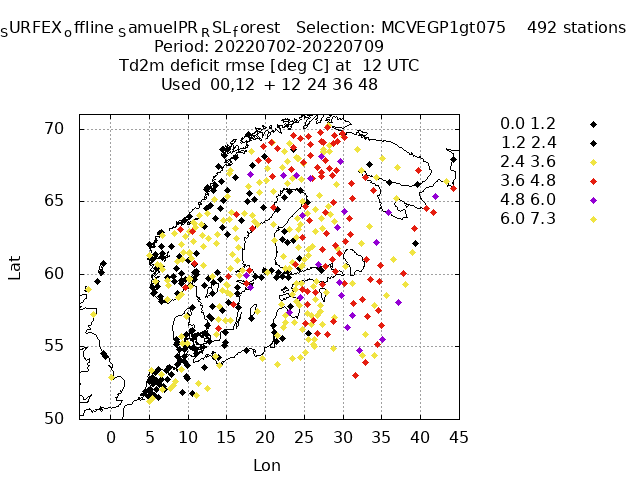 SURFEXoffline SamuelPRRSLforest Selection: MCVEGP1gt075 492 stations
Period: 20220702-20220709
Td2m deficit rmse [deg C] at 12 UTC
Used 00,12 + 12 24 36 48
0.0 1.2
1.2 2.4
2.4 3.6
3.6 4.8
4.8 6.0
6.0 7.3
70
65
60
55
50
Lat
0 5 10 15 20 25 30 35 40 45
Lon